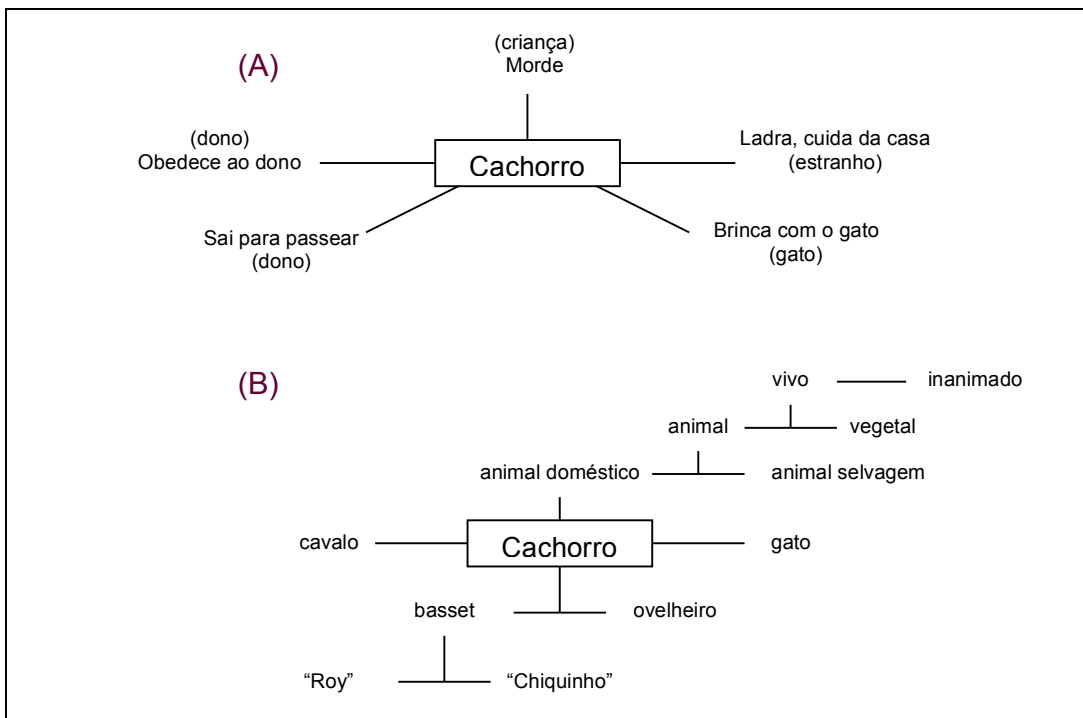 (A)
(criança)
Morde
(dono)
Obedece ao dono
Cachorro
Ladra, cuida da casa
(estranho)
Sai para passear
(dono)
Brinca com o gato
(gato)
(B)
vivo
inanimado
animal
vegetal
animal doméstico
animal selvagem
cavalo
Cachorro
gato
basset
ovelheiro
“Roy”
“Chiquinho”